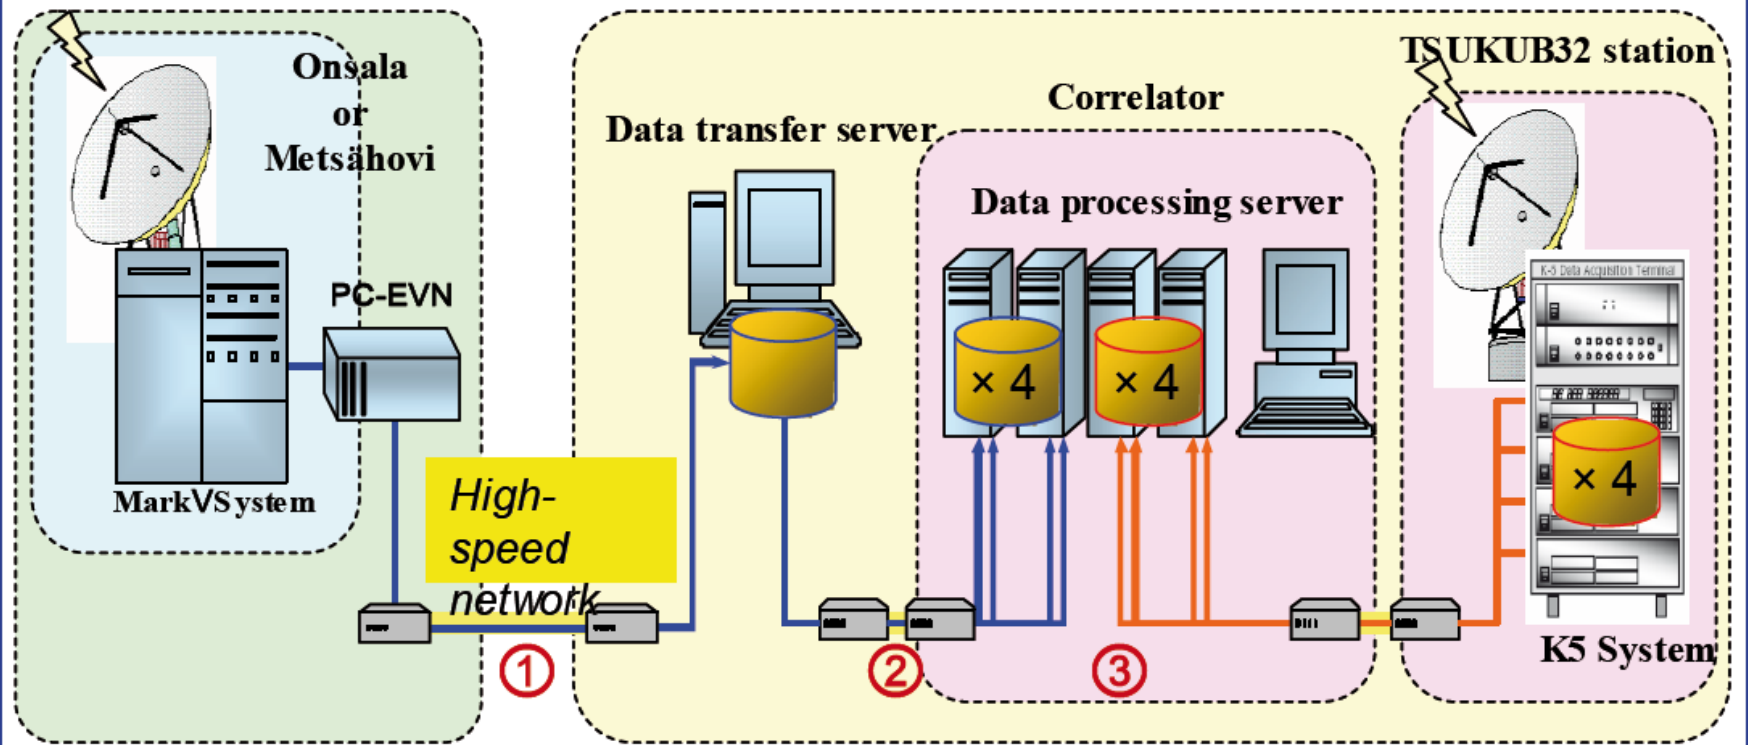 Onsala
or
Metsähovi
PC-EVN
MarkVSystem
High-
speed
network
①
Data transfer server
②
Correlator
Data processing server
× 4
× 4
③
TSUKUB32 station
K-5 Data Acquisition Terminal
× 4
K5 System